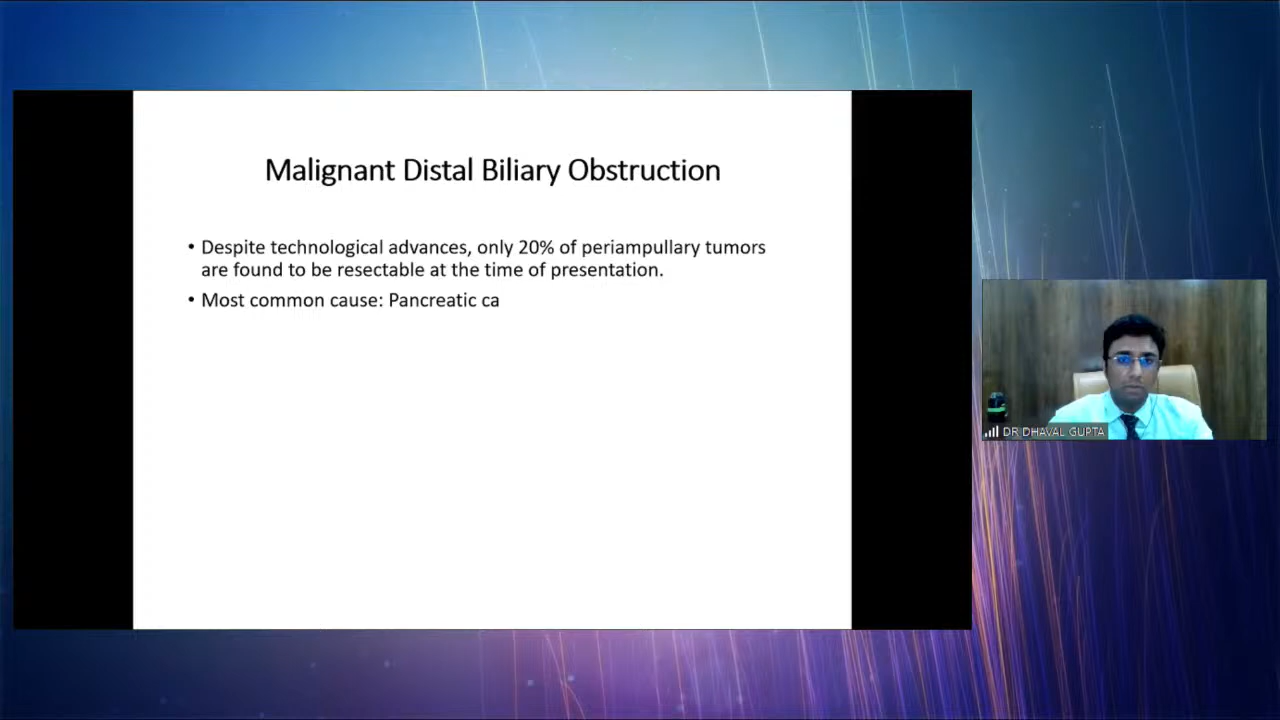 Malignant Distal Biliary Obstruction
• Despite technological advances, only 20% of periampullary tumors
are found to be resectable at the time of presentation.
• Most common cause: Pancreatic ca
DR DHAVAL GUPTA